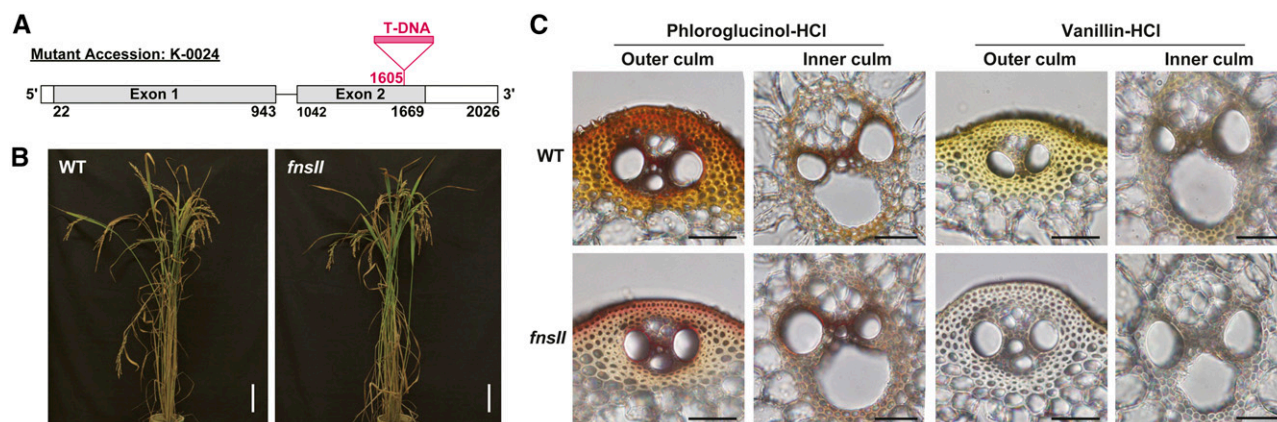 A
Mutant Accession: K-0024
T-DNA
1605
5' Exon 1 Exon 2 3'
22 943 1042 1669 2026
B
WT fnsII
C
Phloroglucinol-HCl Vanillin-HCl
Outer culm Inner culm Outer culm Inner culm
WT
fnsII